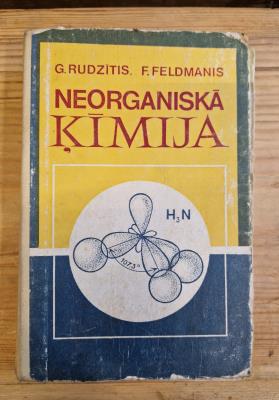 G. RUDZĪTIS. F. FELDMANIS
NEORGANISKĀ
ĶĪMIJA
H₃N
107,3°